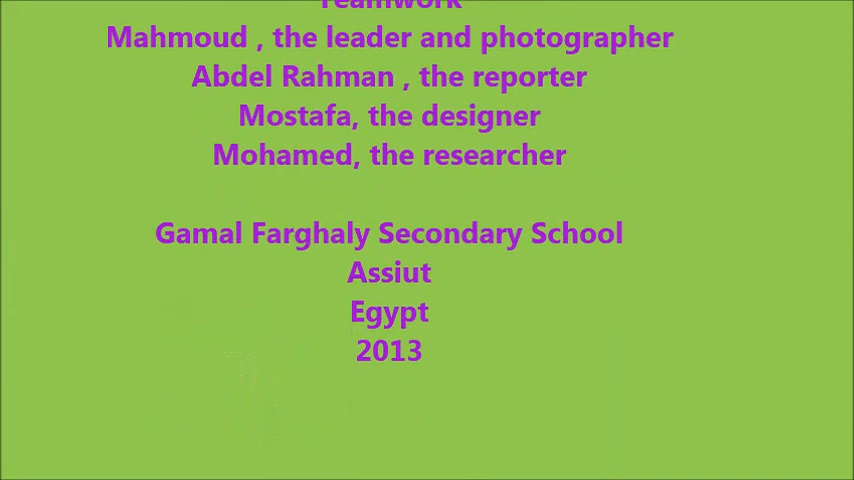 Teamwork
Mahmoud , the leader and photographer
Abdel Rahman , the reporter
Mostafa, the designer
Mohamed, the researcher
Gamal Farghaly Secondary School
Assiut
Egypt
2013